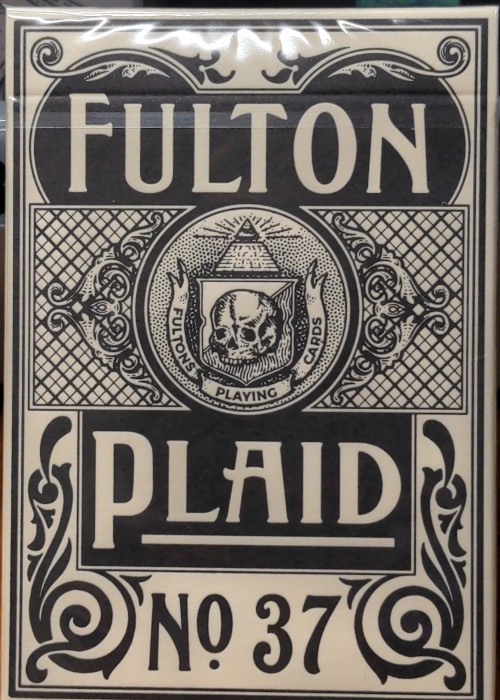 FULTON
FULTONS PLAYING CARDS
PLAID
Nº 37